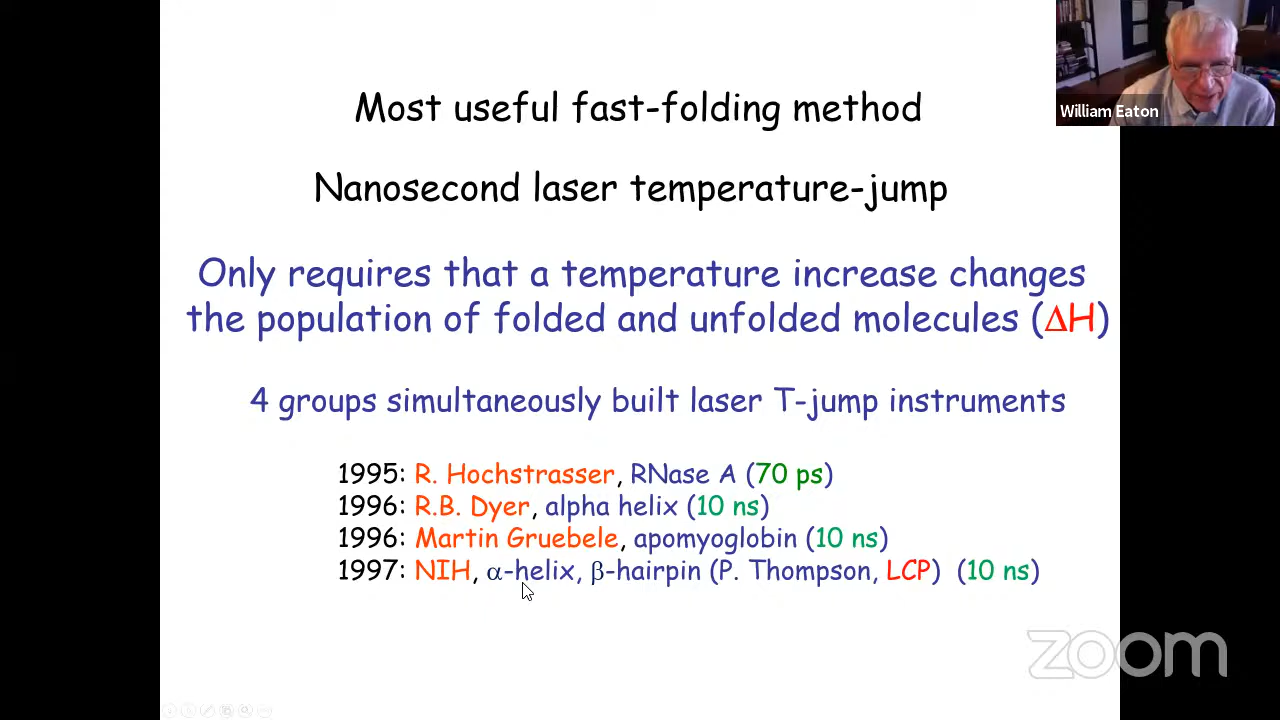 Most useful fast-folding method
William Eaton
Nanosecond laser temperature-jump
Only requires that a temperature increase changes
the population of folded and unfolded molecules (ΔH)
4 groups simultaneously built laser T-jump instruments
1995: R. Hochstrasser, RNase A (70 ps)
1996: R.B. Dyer, alpha helix (10 ns)
1996: Martin Gruebele, apomyoglobin (10 ns)
1997: NIH, α-helix, β-hairpin (P. Thompson, LCP) (10 ns)
zoom